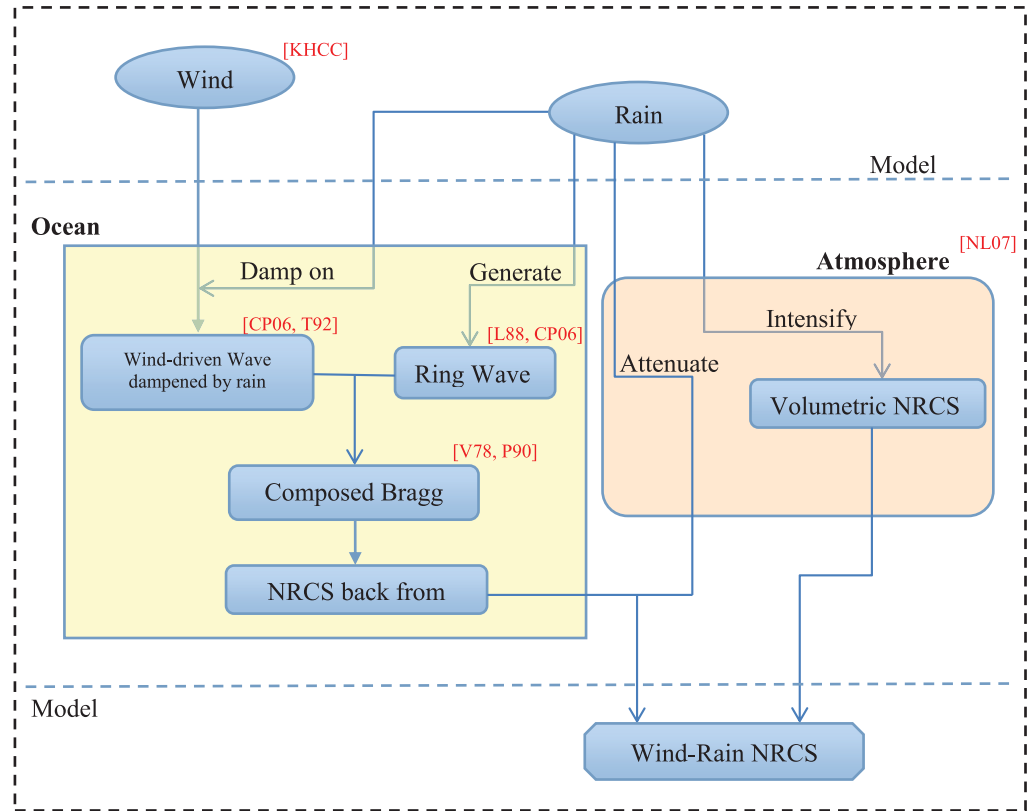 [KHCC]
Wind
Rain
Model
Ocean
[NL07]
Atmosphere
Damp on
Generate
Intensify
[CP06, T92]
[L88, CP06]
Wind-driven Wave
dampened by rain
Ring Wave
Attenuate
Volumetric NRCS
[V78, P90]
Composed Bragg
NRCS back from
Model
Wind-Rain NRCS